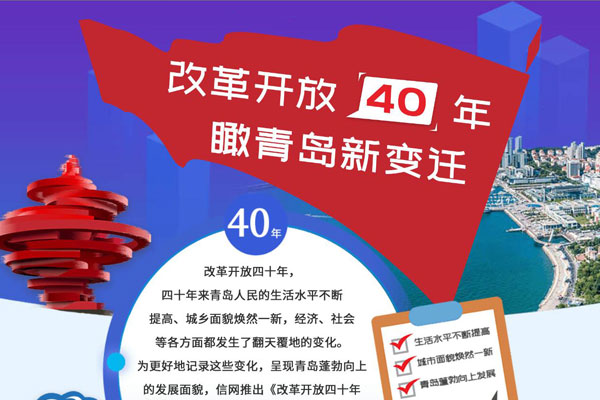 改革开放 40 年
瞰青岛新变迁
40年
改革开放四十年，
四十年来青岛人民的生活水平不断
提高、城乡面貌焕然一新，经济、社会
等各方面都发生了翻天覆地的变化。
为更好地记录这些变化，呈现青岛蓬勃向上
的发展面貌，信网推出《改革开放四十年
生活水平不断提高
城市面貌焕然一新
青岛蓬勃向上发展